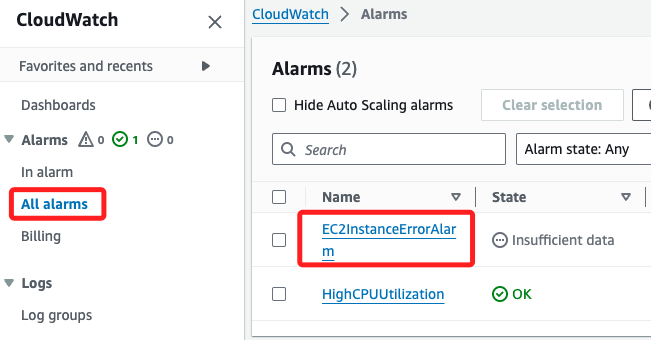 CloudWatch
Favorites and recents
Dashboards
Alarms 0 1 0
In alarm
All alarms
Billing
Logs
Log groups
CloudWatch > Alarms
Alarms (2)
Hide Auto Scaling alarms Clear selection
Search Alarm state: Any
Name State
EC2InstanceErrorAlar
m
Insufficient data
HighCPUUtilization OK